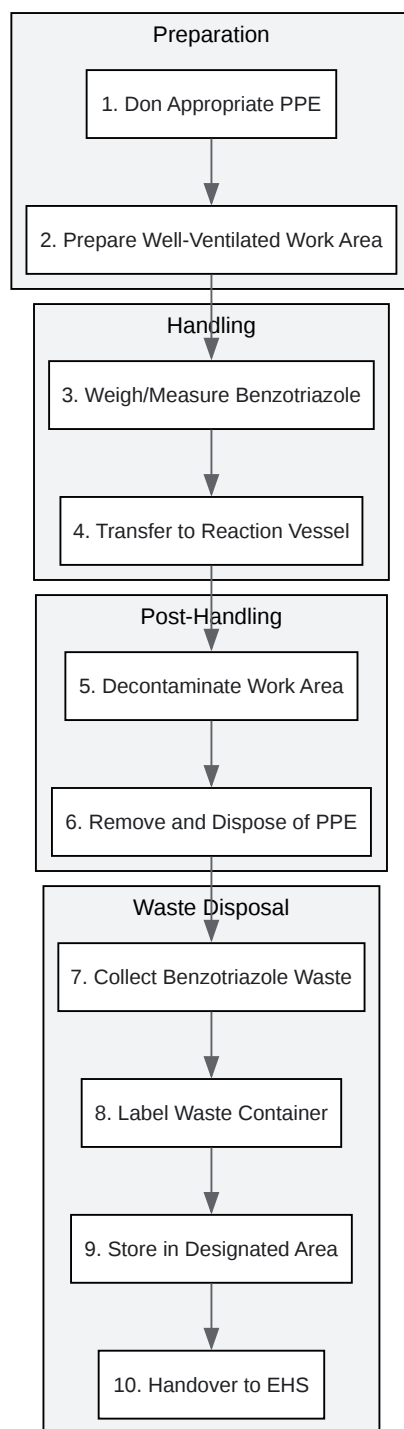 Preparation
1. Don Appropriate PPE
2. Prepare Well-Ventilated Work Area
Handling
3. Weigh/Measure Benzotriazole
4. Transfer to Reaction Vessel
Post-Handling
5. Decontaminate Work Area
6. Remove and Dispose of PPE
Waste Disposal
7. Collect Benzotriazole Waste
8. Label Waste Container
9. Store in Designated Area
10. Handover to EHS